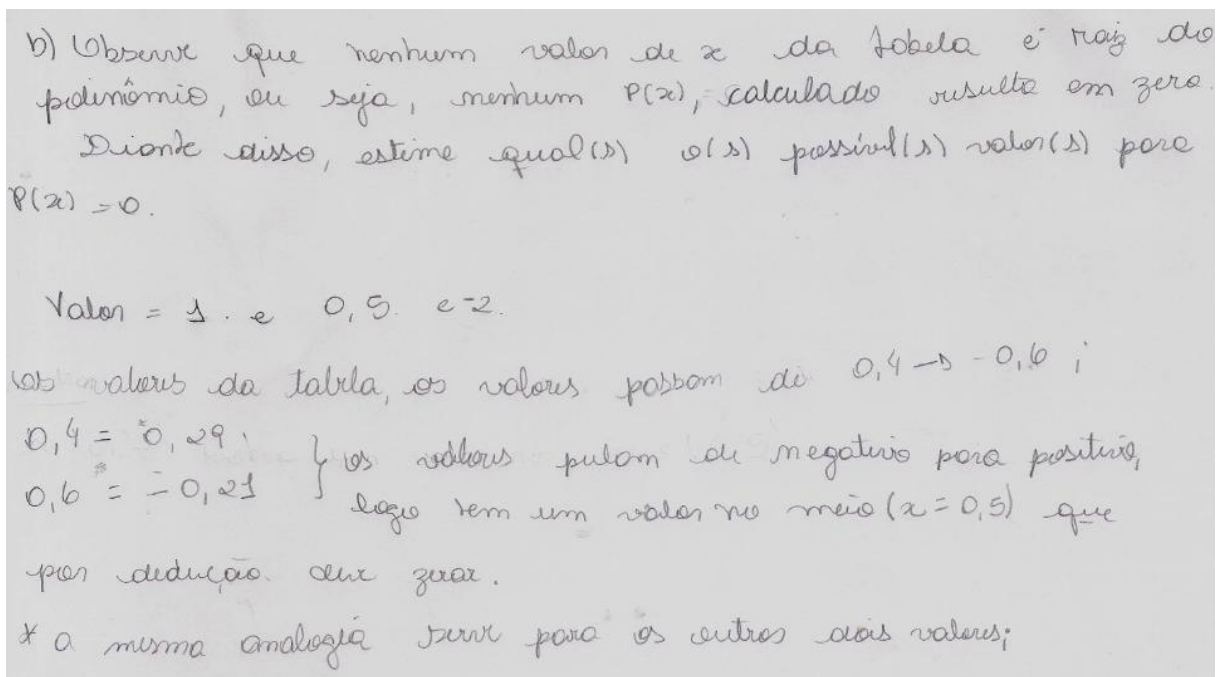 b) Observe que nenhum valor de x da tabela é raiz do
polinômio, ou seja, nenhum P(x), calculado resulta em zero.
Diante disso, estime qual(s) o(s) possível(s) valor(s) para
P(x) = 0.
Valor = 1. e 0,5. e -2.
valores da tabela, os valores passam de 0,4 → -0,6 ;
0,4 = 0,29
0,6 = -0,21 } os valores pulam de negativo para positivo,
logo tem um valor no meio (x = 0,5) que
por dedução deve zerar.
* a mesma analogia serve para os outros dois valores;